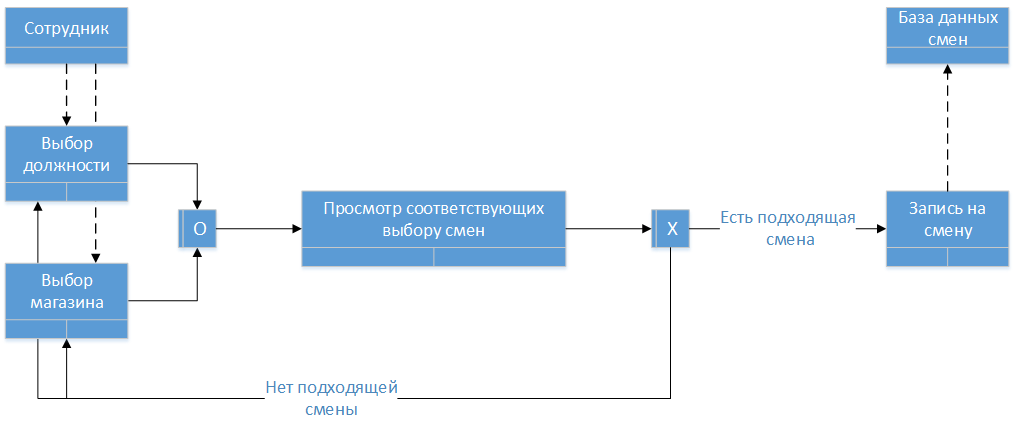 Сотрудник
База данных
смен
Выбор
должности
О
Просмотр соответствующих
выбору смен
X
Есть подходящая
смена
Запись на
смену
Выбор
магазина
Нет подходящей
смены